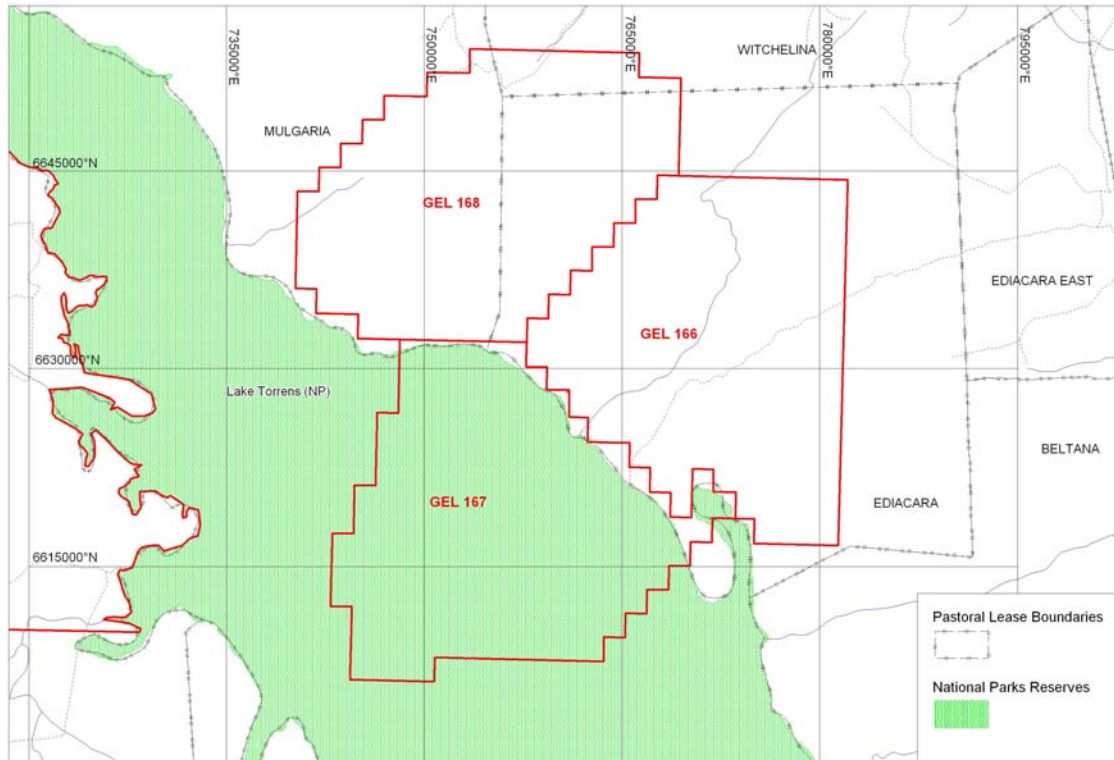 735000°E
750000°E
765000°E
780000°E
795000°E
WITCHELINA
MULGARIA
6645000°N
GEL 168
EDIACARA EAST
GEL 166
6630000°N
Lake Torrens (NP)
BELTANA
GEL 167
EDIACARA
6615000°N
Pastoral Lease Boundaries
National Parks Reserves